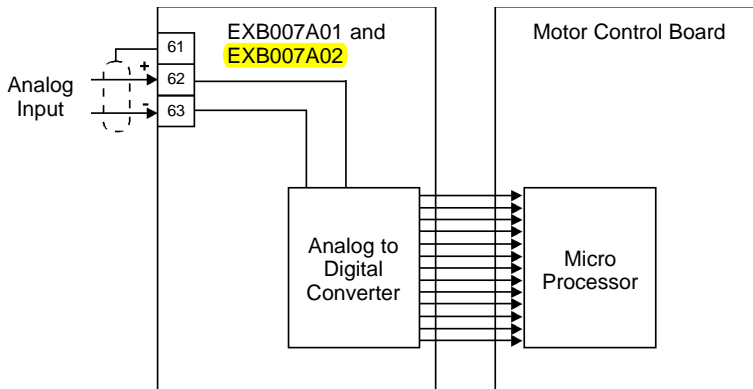 EXB007A01 and
EXB007A02
Motor Control Board
61
+
62
Analog
Input
-
63
Analog to
Digital
Converter
Micro
Processor